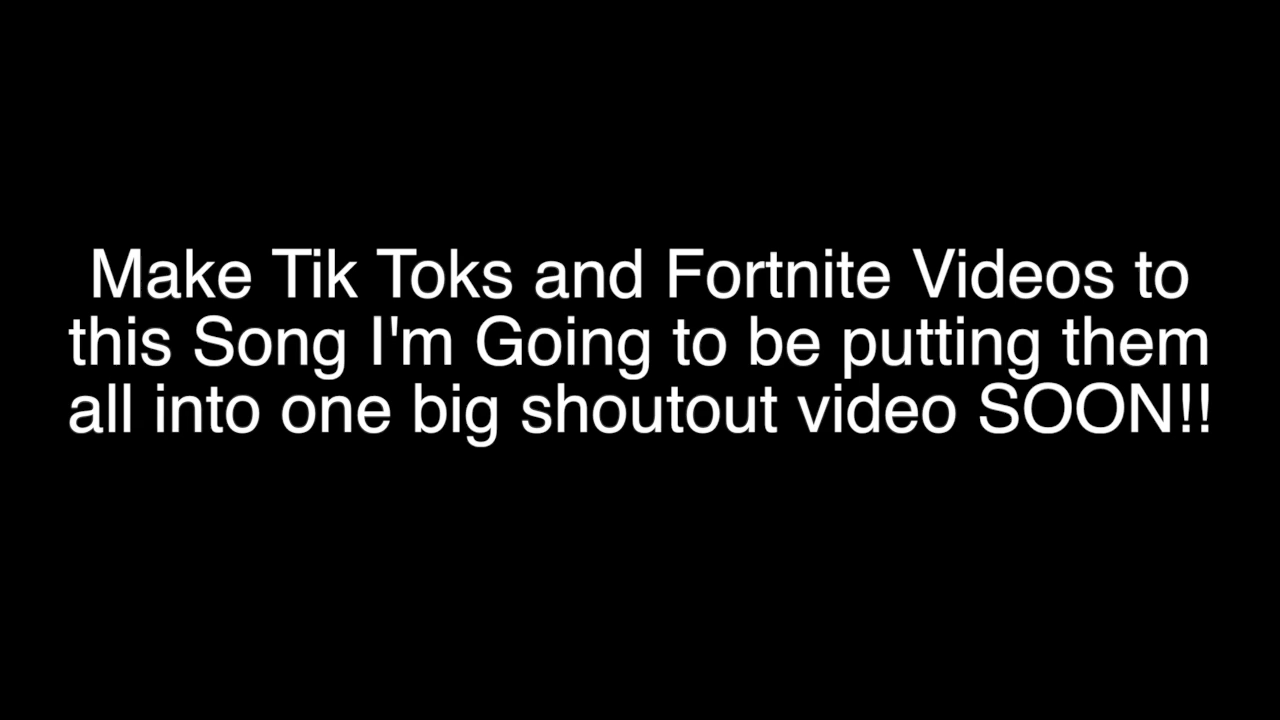 Make Tik Toks and Fortnite Videos to
this Song I'm Going to be putting them
all into one big shoutout video SOON!!